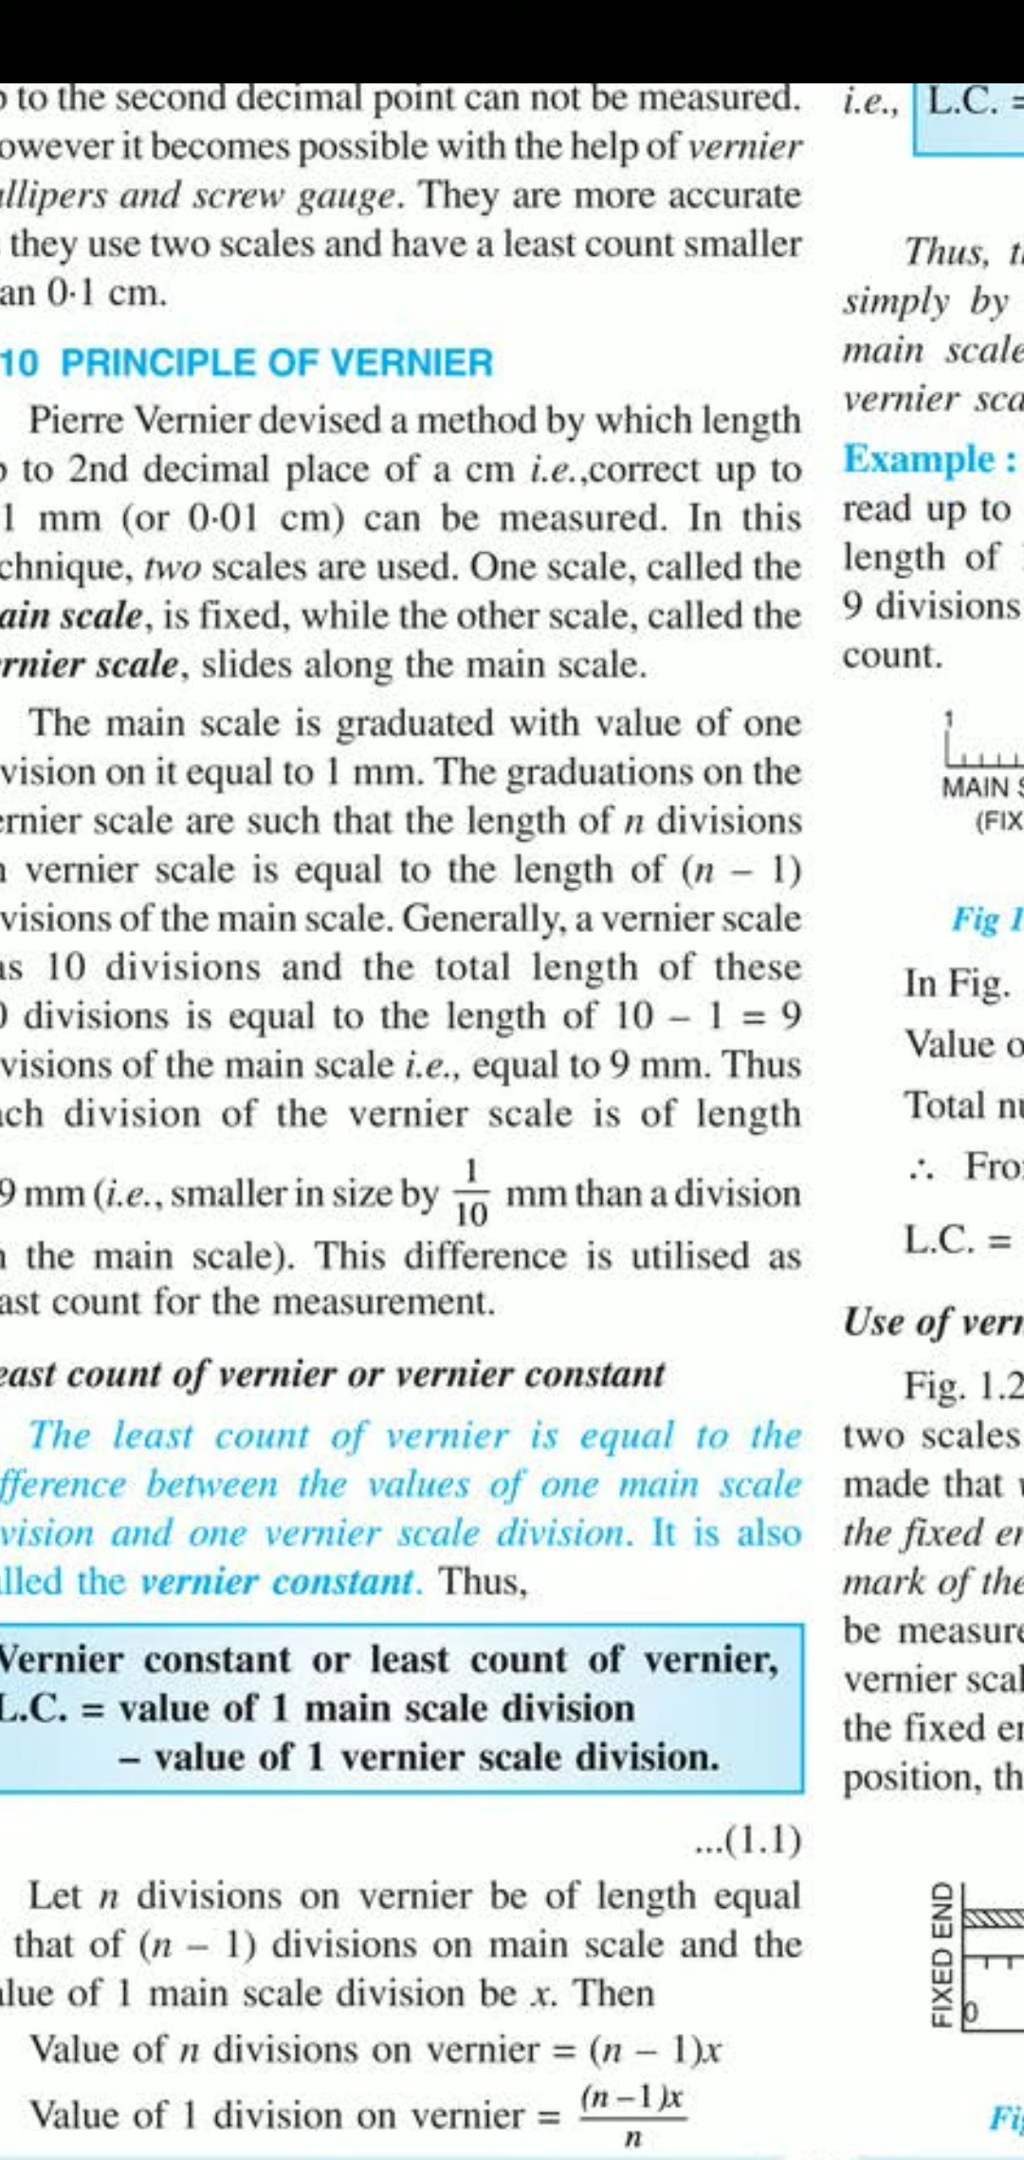 to the second decimal point can not be measured.
owever it becomes possible with the help of vernier
allipers and screw gauge. They are more accurate
they use two scales and have a least count smaller
an 0·1 cm.
10 PRINCIPLE OF VERNIER
Pierre Vernier devised a method by which length
to 2nd decimal place of a cm i.e.,correct up to
1 mm (or 0·01 cm) can be measured. In this
chnique, two scales are used. One scale, called the
ain scale, is fixed, while the other scale, called the
rnier scale, slides along the main scale.
The main scale is graduated with value of one
vision on it equal to 1 mm. The graduations on the
ernier scale are such that the length of n divisions
vernier scale is equal to the length of (n – 1)
visions of the main scale. Generally, a vernier scale
as 10 divisions and the total length of these
0 divisions is equal to the length of 10 – 1 = 9
visions of the main scale i.e., equal to 9 mm. Thus
ach division of the vernier scale is of length
9 mm (i.e., smaller in size by 1/10 mm than a division
the main scale). This difference is utilised as
ast count for the measurement.
east count of vernier or vernier constant
The least count of vernier is equal to the
fference between the values of one main scale
vision and one vernier scale division. It is also
lled the vernier constant. Thus,
Vernier constant or least count of vernier,
L.C. = value of 1 main scale division
– value of 1 vernier scale division.
...(1.1)
Let n divisions on vernier be of length equal
that of (n – 1) divisions on main scale and the
alue of 1 main scale division be x. Then
Value of n divisions on vernier = (n – 1)x
Value of 1 division on vernier = (n –1)x/n
i.e., L.C. =
Thus, t
simply by
main scale
vernier sca
Example :
read up to
length of
9 divisions
count.
1
MAIN S
(FIX
Fig 1
In Fig.
Value o
Total nu
∴ Fro
L.C. =
Use of vern
Fig. 1.2
two scales
made that
the fixed en
mark of the
be measure
vernier scal
the fixed en
position, th
FIXED END
0
Fig